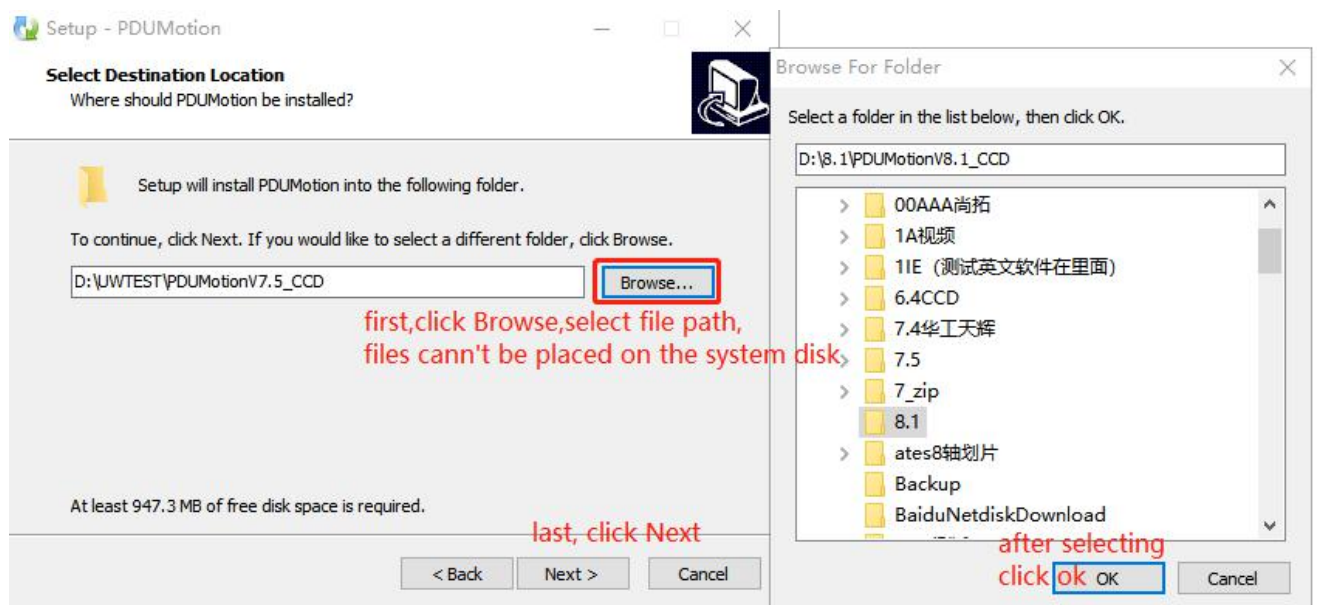 Setup - PDUMotion
Select Destination Location
Where should PDUMotion be installed?
Setup will install PDUMotion into the following folder.
To continue, click Next. If you would like to select a different folder, click Browse.
D:\UWTEST\PDUMotionV7.5_CCD
Browse...
first,click Browse,select file path,
files cann't be placed on the system disk
At least 947.3 MB of free disk space is required.
last, click Next
< Back
Next >
Cancel
Browse For Folder
Select a folder in the list below, then click OK.
D:\8.1\PDUMotionV8.1_CCD
00AAA尚拓
1A视频
1IE（测试英文软件在里面）
6.4CCD
7.4华工天辉
7.5
7_zip
8.1
ates8轴划片
Backup
BaiduNetdiskDownload
after selecting
click ok
OK
Cancel